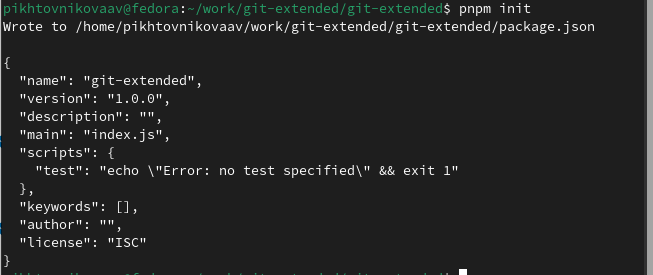 pikhtovnikovaav@fedora:~/work/git-extended/git-extended$ pnpm init
Wrote to /home/pikhtovnikovaav/work/git-extended/git-extended/package.json
{
"name": "git-extended",
"version": "1.0.0",
"description": "",
"main": "index.js",
"scripts": {
"test": "echo \"Error: no test specified\" && exit 1"
},
"keywords": [],
"author": "",
"license": "ISC"
}